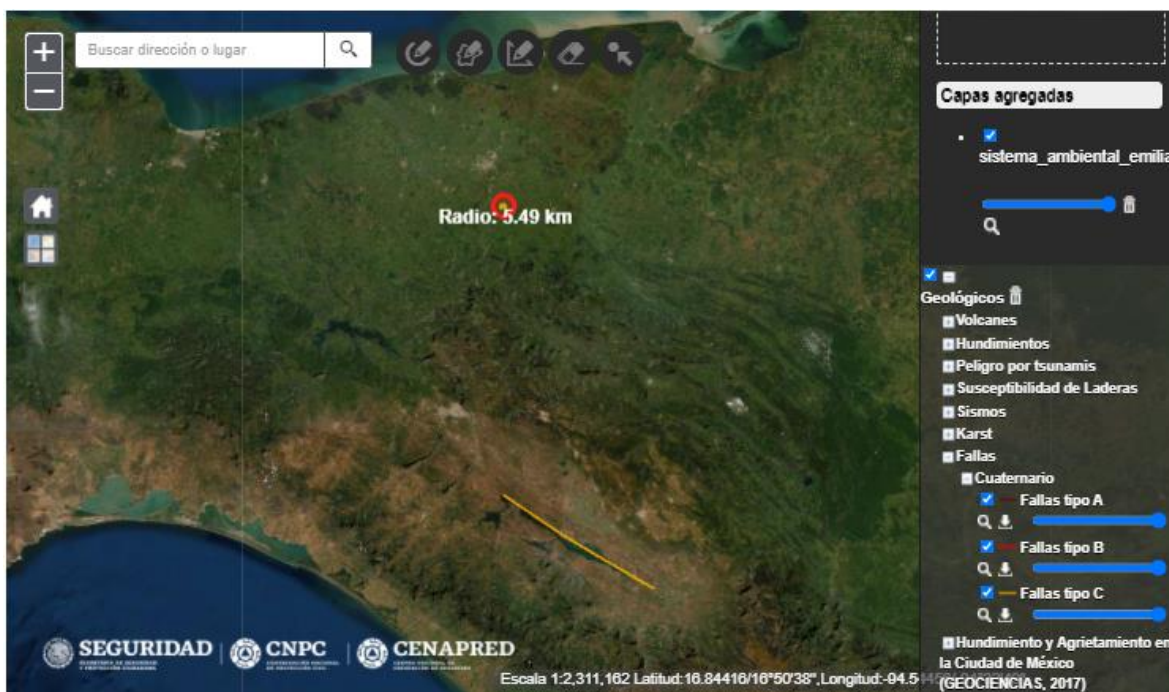 +
−
Buscar dirección o lugar
Radio: 5.49 km
Capas agregadas
sistema_ambiental_emilia
Geológicos
Volcanes
Hundimientos
Peligro por tsunamis
Susceptibilidad de Laderas
Sismos
Karst
Fallas
Cuaternario
Fallas tipo A
Fallas tipo B
Fallas tipo C
Hundimiento y Agrietamiento en
la Ciudad de México
(GEOCIENCIAS, 2017)
SEGURIDAD
CNPC
CENAPRED
Escala 1:2,311,162 Latitud:16.84416/16°50'38",Longitud:-94.5